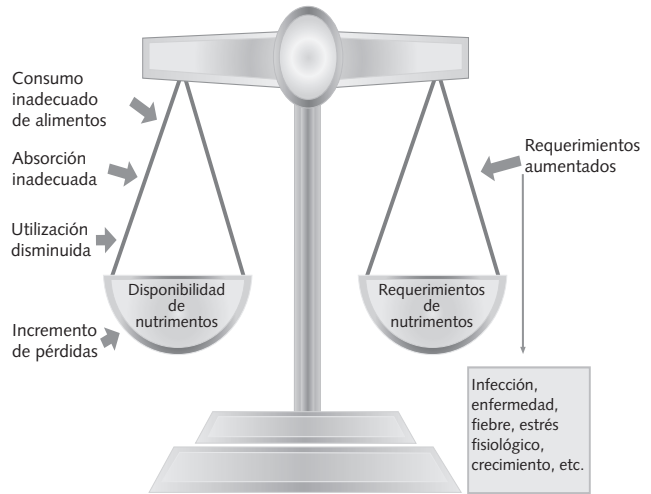 Consumo
inadecuado
de alimentos
Absorción
inadecuada
Utilización
disminuida
Incremento
de pérdidas
Disponibilidad
de
nutrimentos
Requerimientos
de
nutrimentos
Requerimientos
aumentados
Infección,
enfermedad,
fiebre, estrés
fisiológico,
crecimiento, etc.